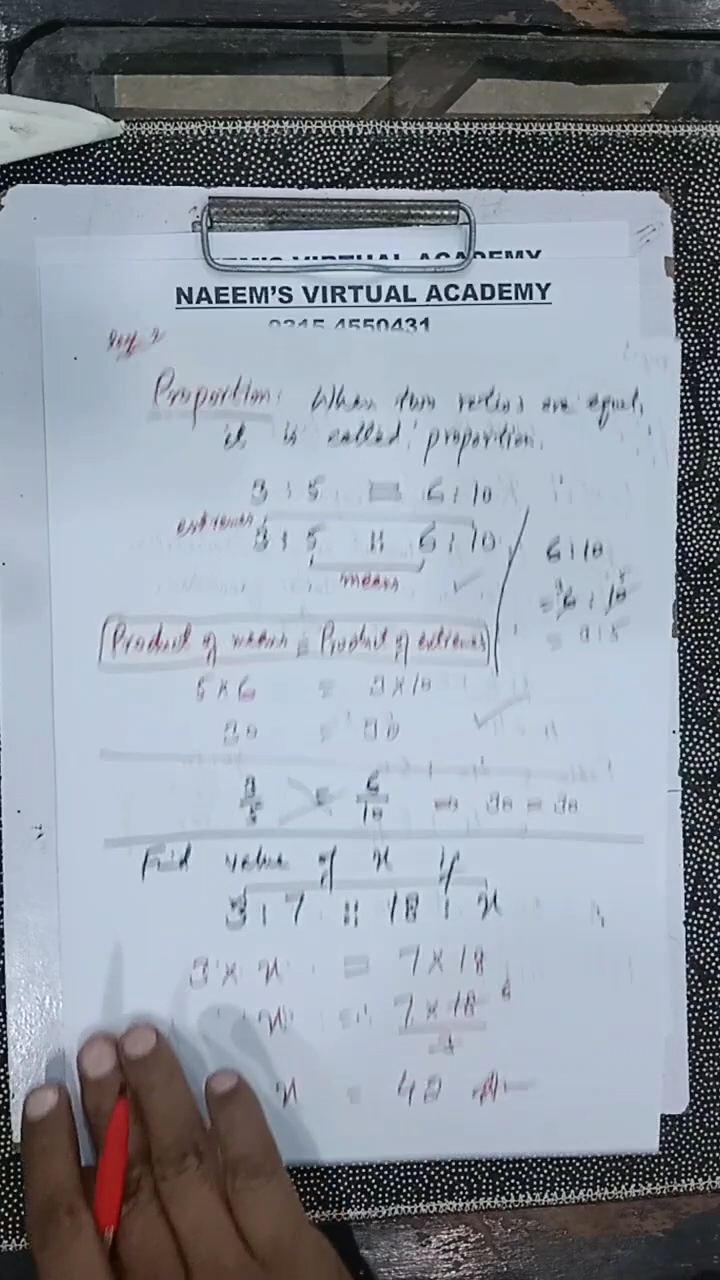 NAEEM'S VIRTUAL ACADEMY
0315 4550431
Proportion: When two ratios are equal,
it is called proportion.
3 : 5 = 6 : 10
extremes
3 : 5 :: 6 : 10
means
6 : 10
= 6 : 10
= 3 : 5
Product of means = Product of extremes
5 × 6 = 3 × 10
30 = 30
3/5 = 6/10 ⇒ 30 = 30
Find value of x if
3 : 7 :: 18 : x
3 × x = 7 × 18
x = 7 × 18 6
/3
x = 42